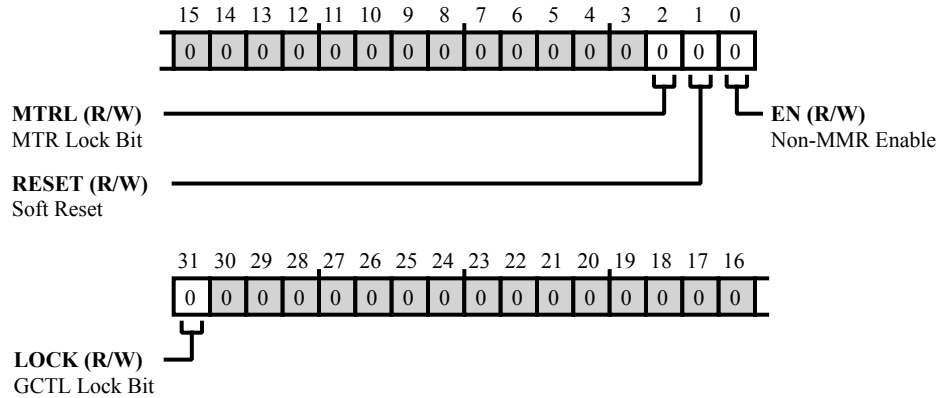 15 14 13 12 11 10 9 8 7 6 5 4 3 2 1 0
0 0 0 0 0 0 0 0 0 0 0 0 0 0 0 0
MTRL (R/W)
MTR Lock Bit
EN (R/W)
Non-MMR Enable
RESET (R/W)
Soft Reset
31 30 29 28 27 26 25 24 23 22 21 20 19 18 17 16
0 0 0 0 0 0 0 0 0 0 0 0 0 0 0 0
LOCK (R/W)
GCTL Lock Bit